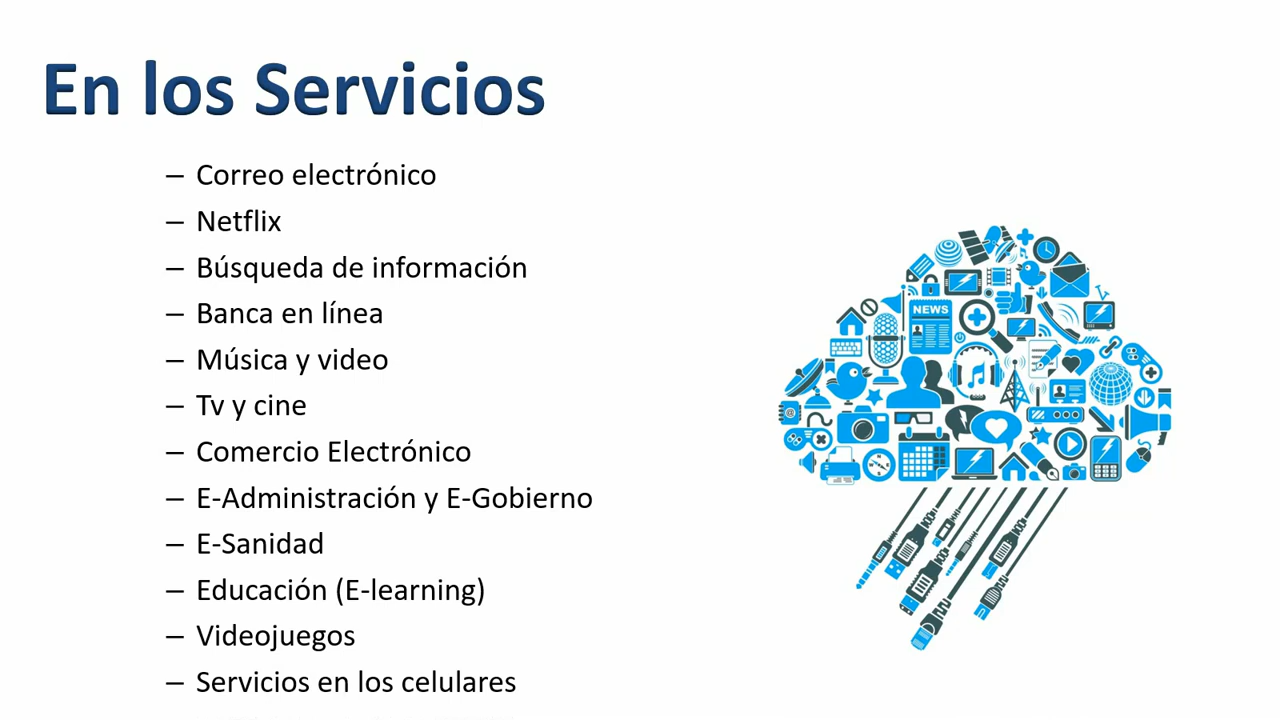 En los Servicios
– Correo electrónico
– Netflix
– Búsqueda de información
– Banca en línea
– Música y video
– Tv y cine
– Comercio Electrónico
– E-Administración y E-Gobierno
– E-Sanidad
– Educación (E-learning)
– Videojuegos
– Servicios en los celulares
NEWS